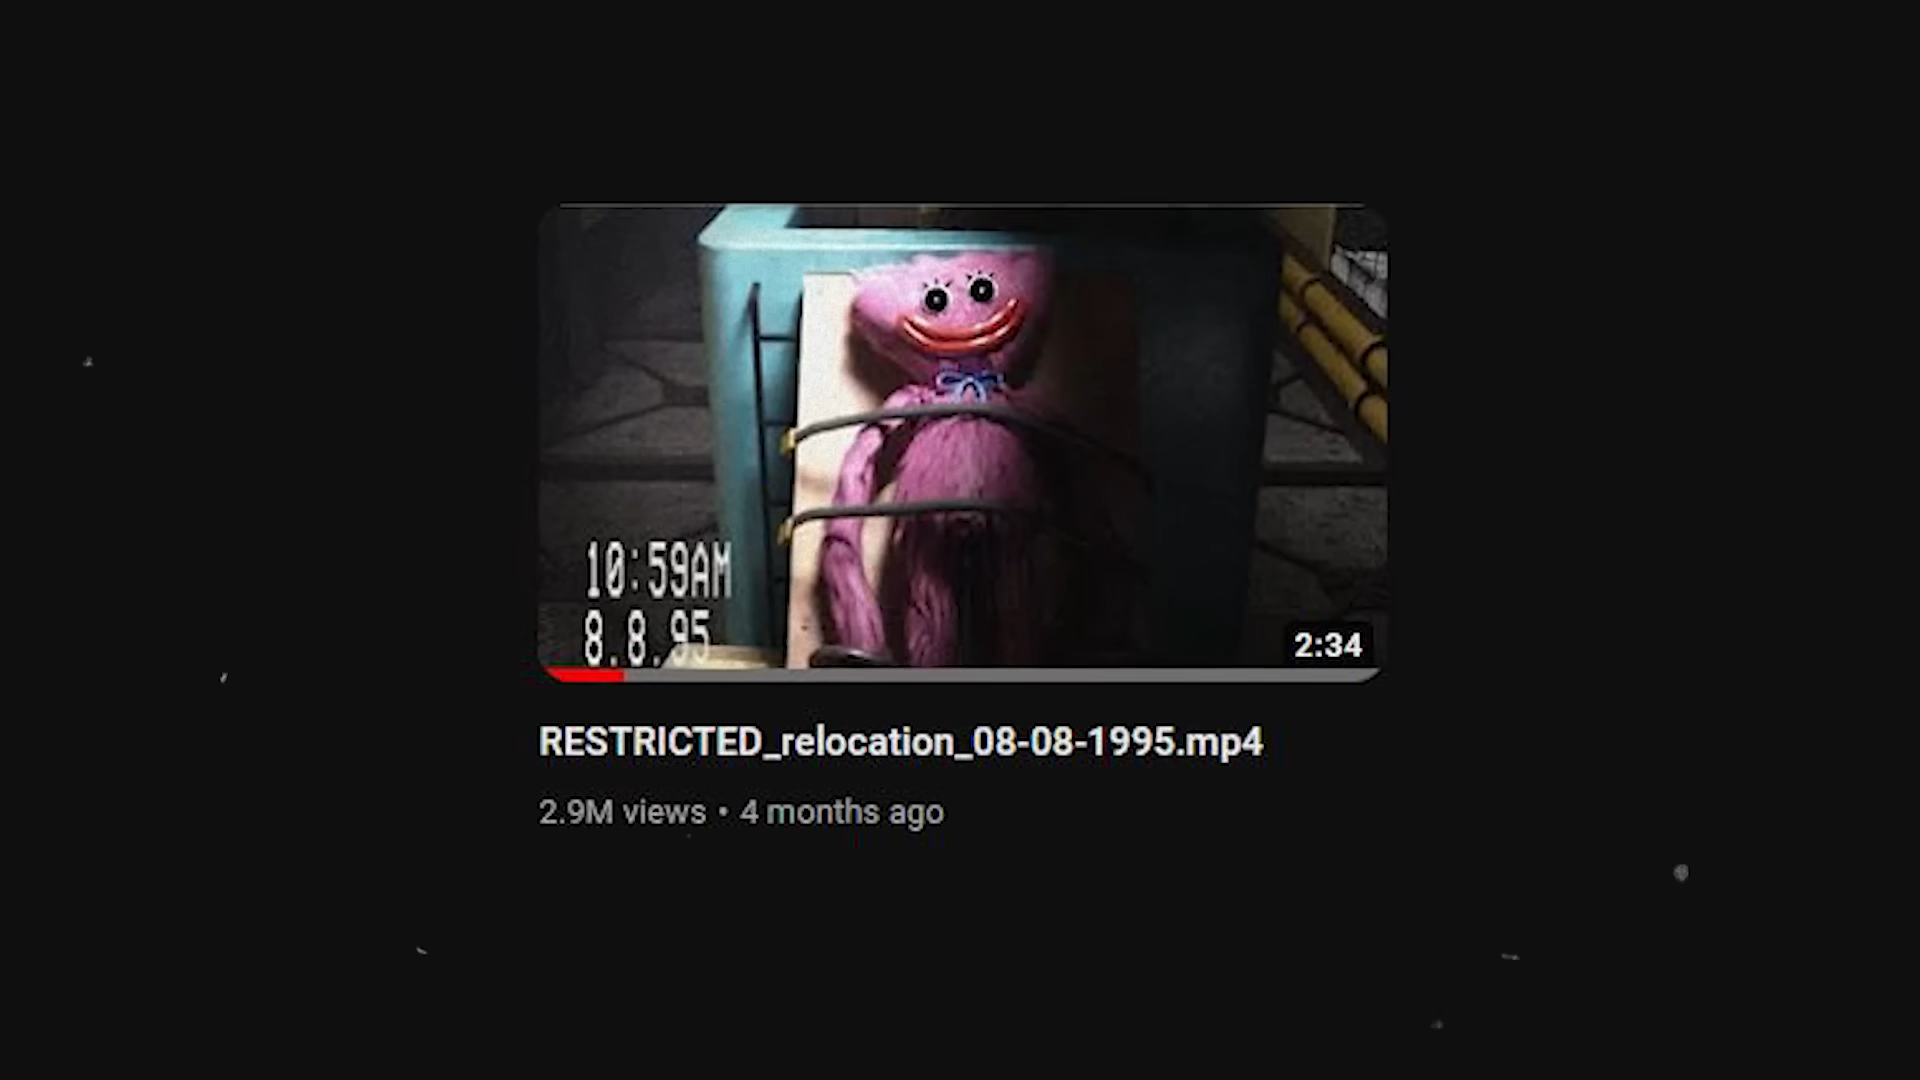 10:59AM
8.8.95
2:34
RESTRICTED_relocation_08-08-1995.mp4
2.9M views • 4 months ago